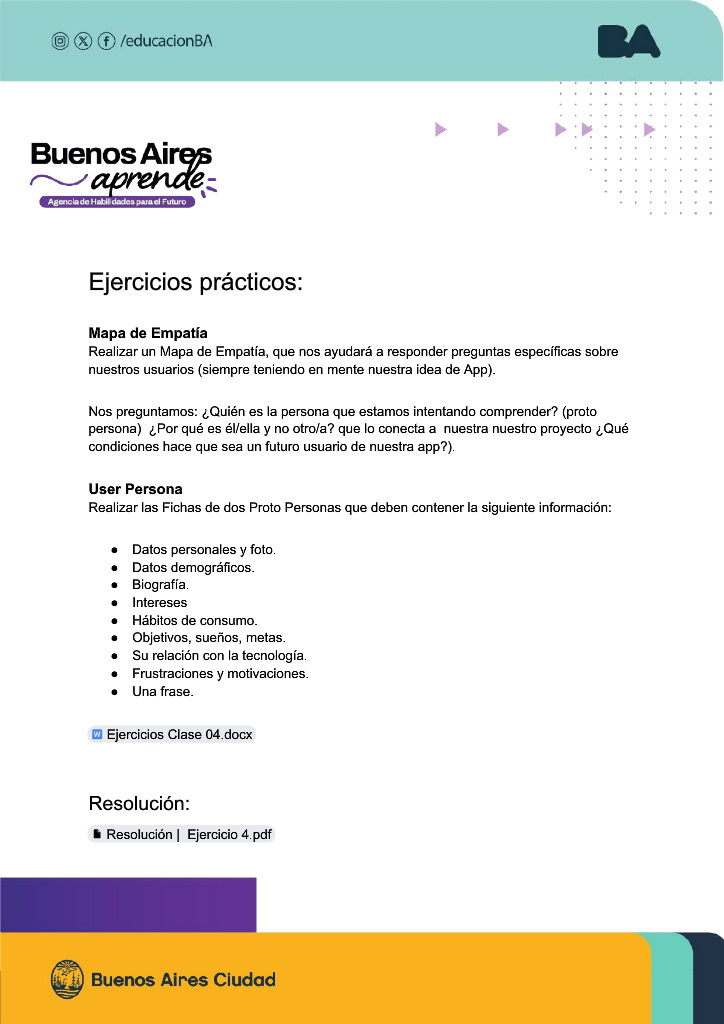 /educacionBA
BA
Buenos Aires
aprende
Agencia de Habilidades para el Futuro
Ejercicios prácticos:
Mapa de Empatía
Realizar un Mapa de Empatía, que nos ayudará a responder preguntas específicas sobre
nuestros usuarios (siempre teniendo en mente nuestra idea de App).
Nos preguntamos: ¿Quién es la persona que estamos intentando comprender? (proto
persona)  ¿Por qué es él/ella y no otro/a? que lo conecta a  nuestra nuestro proyecto ¿Qué
condiciones hace que sea un futuro usuario de nuestra app?).
User Persona
Realizar las Fichas de dos Proto Personas que deben contener la siguiente información:
● Datos personales y foto.
● Datos demográficos.
● Biografía.
● Intereses
● Hábitos de consumo.
● Objetivos, sueños, metas.
● Su relación con la tecnología.
● Frustraciones y motivaciones.
● Una frase.
W Ejercicios Clase 04.docx
Resolución:
Resolución |  Ejercicio 4.pdf
Buenos Aires Ciudad